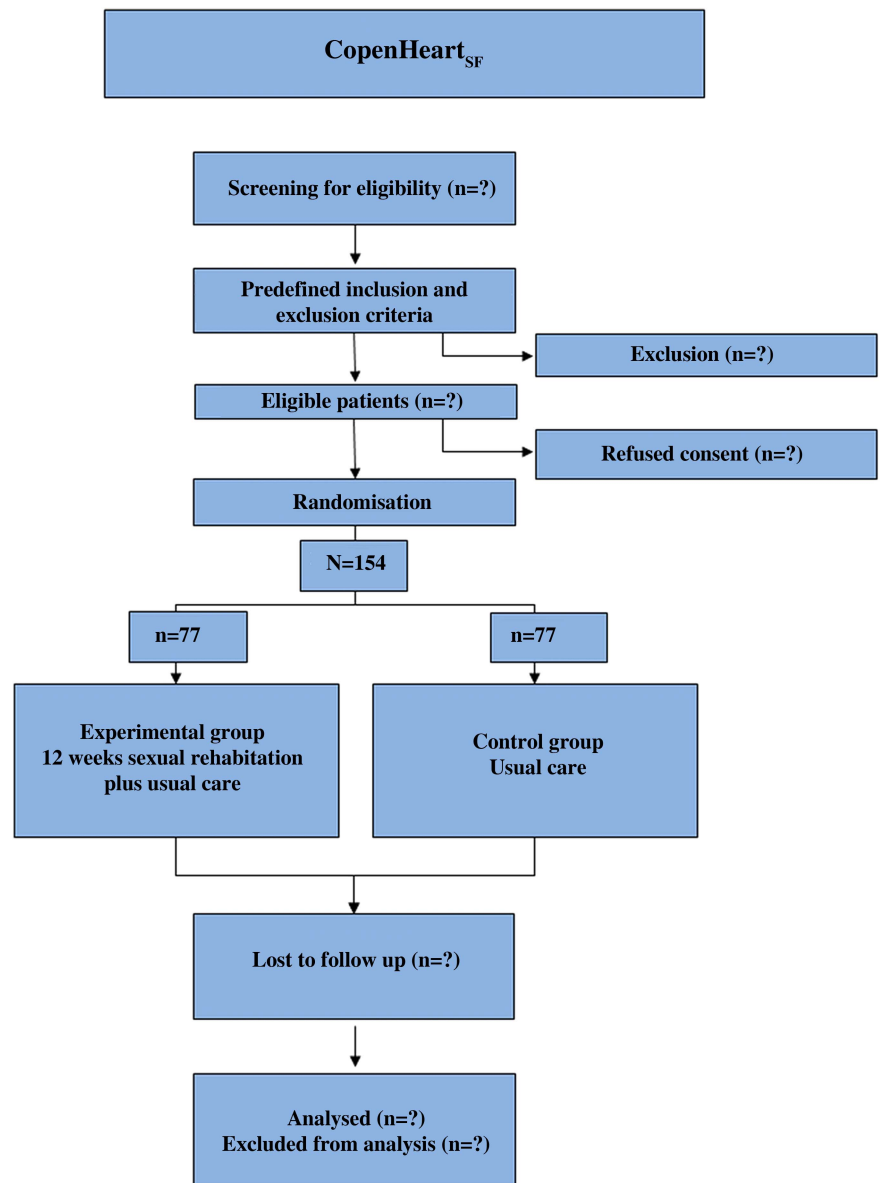 CopenHeartSF
Screening for eligibility (n=?)
Predefined inclusion and
exclusion criteria
Exclusion (n=?)
Eligible patients (n=?)
Refused consent (n=?)
Randomisation
N=154
n=77
n=77
Experimental group
12 weeks sexual rehabitation
plus usual care
Control group
Usual care
Lost to follow up (n=?)
Analysed (n=?)
Excluded from analysis (n=?)